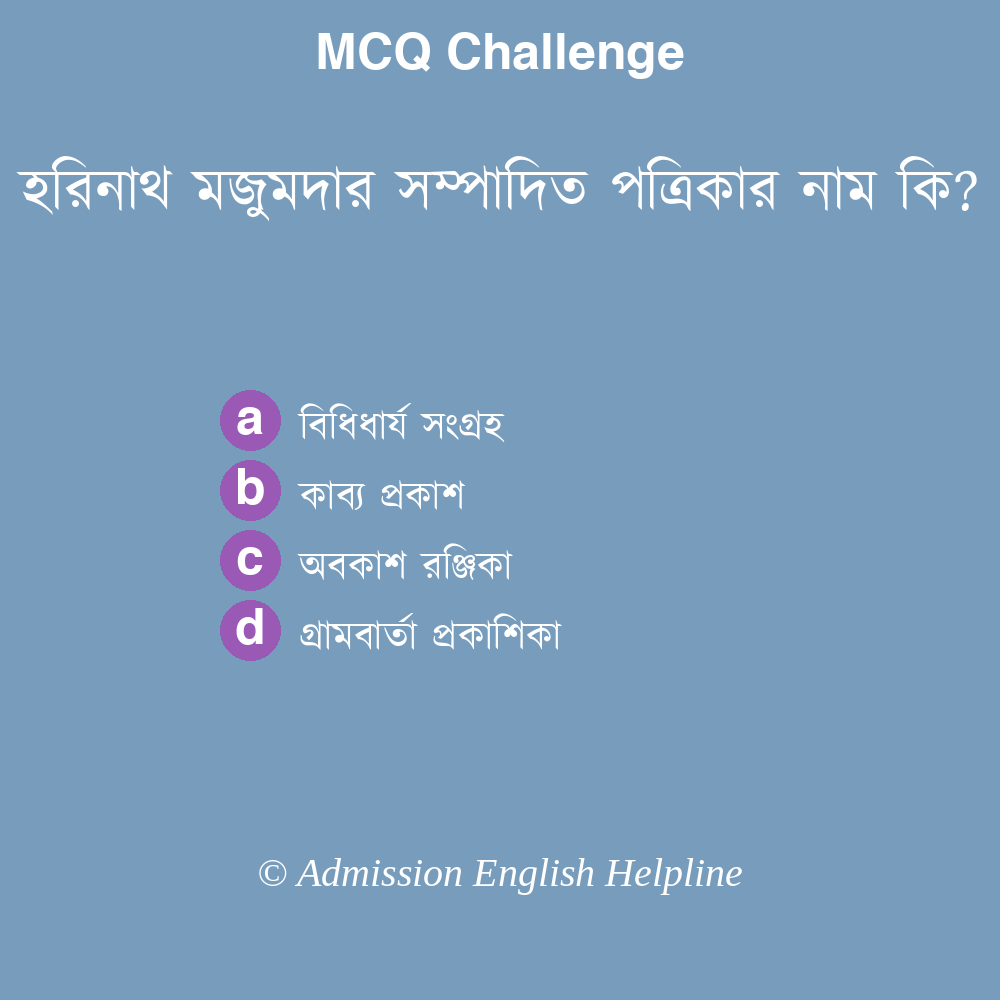 MCQ Challenge
হরিনাথ মজুমদার সম্পাদিত পত্রিকার নাম কি?
a বিধিধার্য সংগ্রহ
b কাব্য প্রকাশ
c অবকাশ রঞ্জিকা
d গ্রামবার্তা প্রকাশিকা
© Admission English Helpline